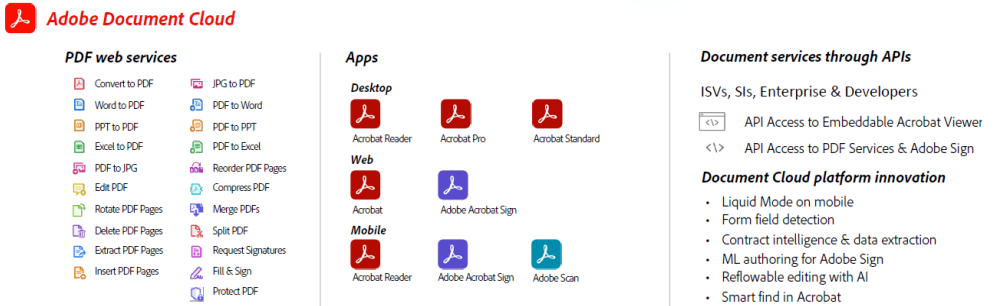 Adobe Document Cloud
PDF web services
Convert to PDF
Word to PDF
PPT to PDF
Excel to PDF
PDF to JPG
Edit PDF
Rotate PDF Pages
Delete PDF Pages
Extract PDF Pages
Insert PDF Pages
JPG to PDF
PDF to Word
PDF to PPT
PDF to Excel
Reorder PDF Pages
Compress PDF
Merge PDFs
Split PDF
Request Signatures
Fill & Sign
Protect PDF
Apps
Desktop
Acrobat Reader
Acrobat Pro
Acrobat Standard
Web
Acrobat
Adobe Acrobat Sign
Mobile
Acrobat Reader
Adobe Acrobat Sign
Adobe Scan
Document services through APIs
ISVs, SIs, Enterprise & Developers
API Access to Embeddable Acrobat Viewer
API Access to PDF Services & Adobe Sign
Document Cloud platform innovation
• Liquid Mode on mobile
• Form field detection
• Contract intelligence & data extraction
• ML authoring for Adobe Sign
• Reflowable editing with AI
• Smart find in Acrobat